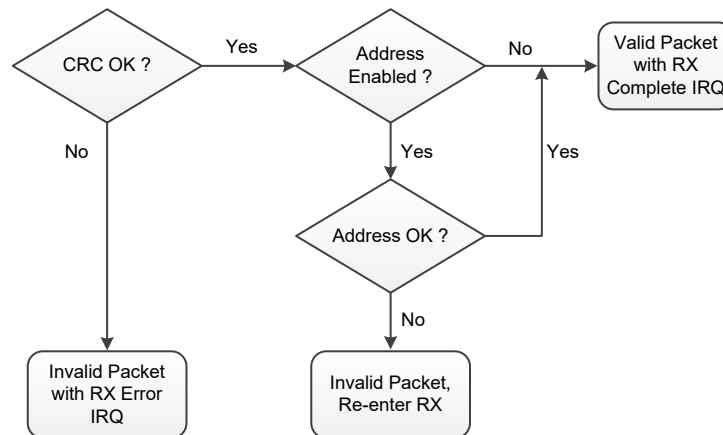 CRC OK ?
Yes
Address
Enabled ?
No
Valid Packet
with RX
Complete IRQ
No
Yes
Yes
Address OK ?
No
Invalid Packet
with RX Error
IRQ
Invalid Packet,
Re-enter RX